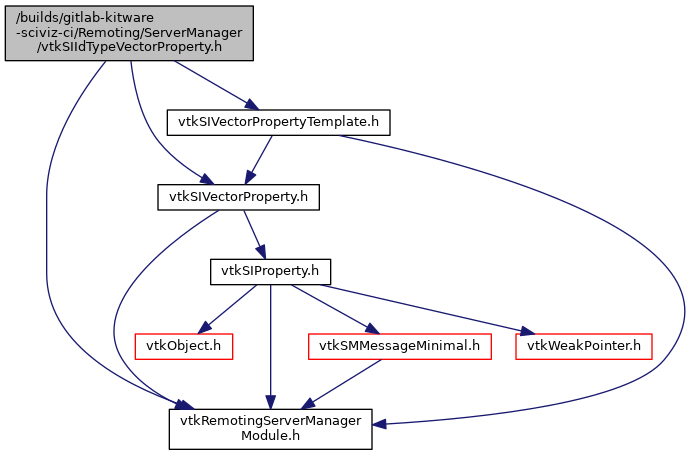 /builds/gitlab-kitware
-sciviz-ci/Remoting/ServerManager
/vtkSIIdTypeVectorProperty.h
vtkSIVectorPropertyTemplate.h
vtkSIVectorProperty.h
vtkSIProperty.h
vtkObject.h
vtkSMMessageMinimal.h
vtkWeakPointer.h
vtkRemotingServerManager
Module.h